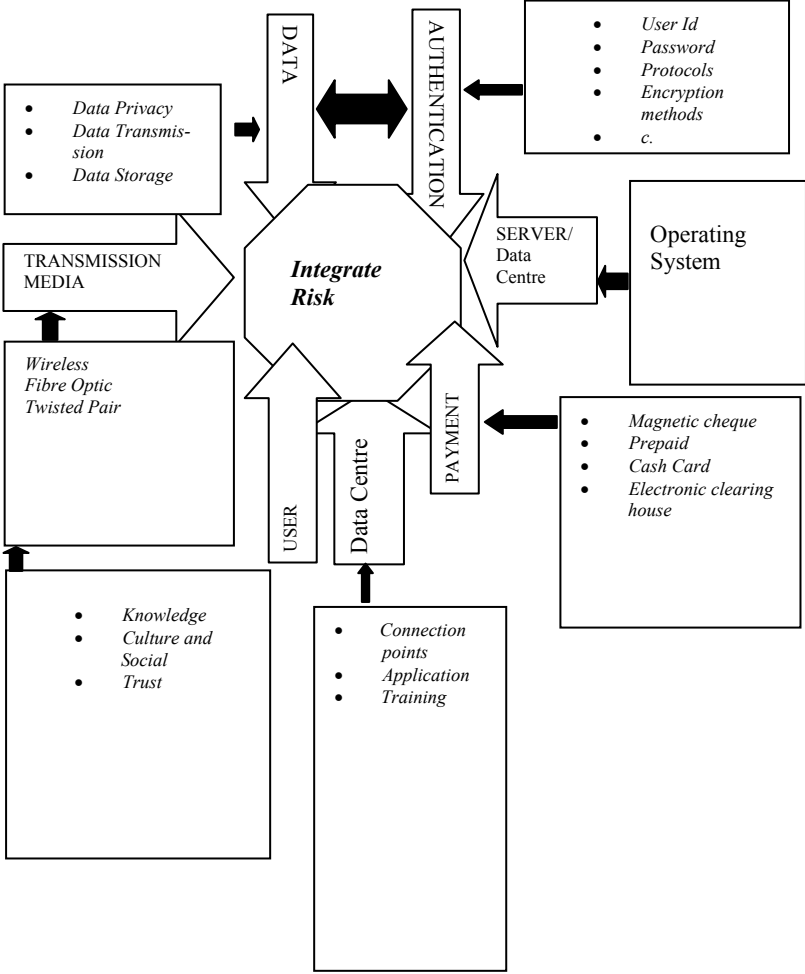 DATA
AUTHENTICATION
• User Id
• Password
• Protocols
• Encryption
methods
• c.
• Data Privacy
• Data Transmis-
sion
• Data Storage
TRANSMISSION
MEDIA
Integrate
Risk
SERVER/
Data
Centre
Operating
System
Wireless
Fibre Optic
Twisted Pair
USER
Data Centre
PAYMENT
• Magnetic cheque
• Prepaid
• Cash Card
• Electronic clearing
house
• Knowledge
• Culture and
Social
• Trust
• Connection
points
• Application
• Training